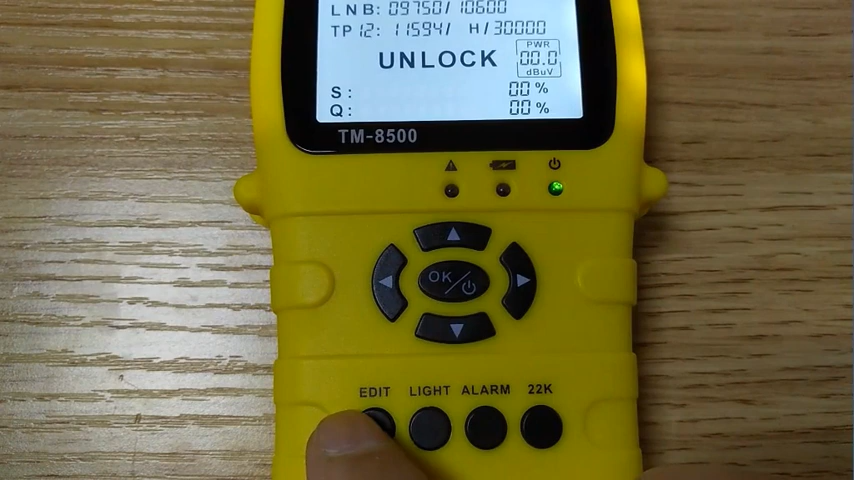 LNB: 09750/ 10600
TP 12: 11594/ H/30000
UNLOCK
PWR
00.0
dBuV
S: 00 %
Q: 00 %
TM-8500
OK/
EDIT LIGHT ALARM 22K